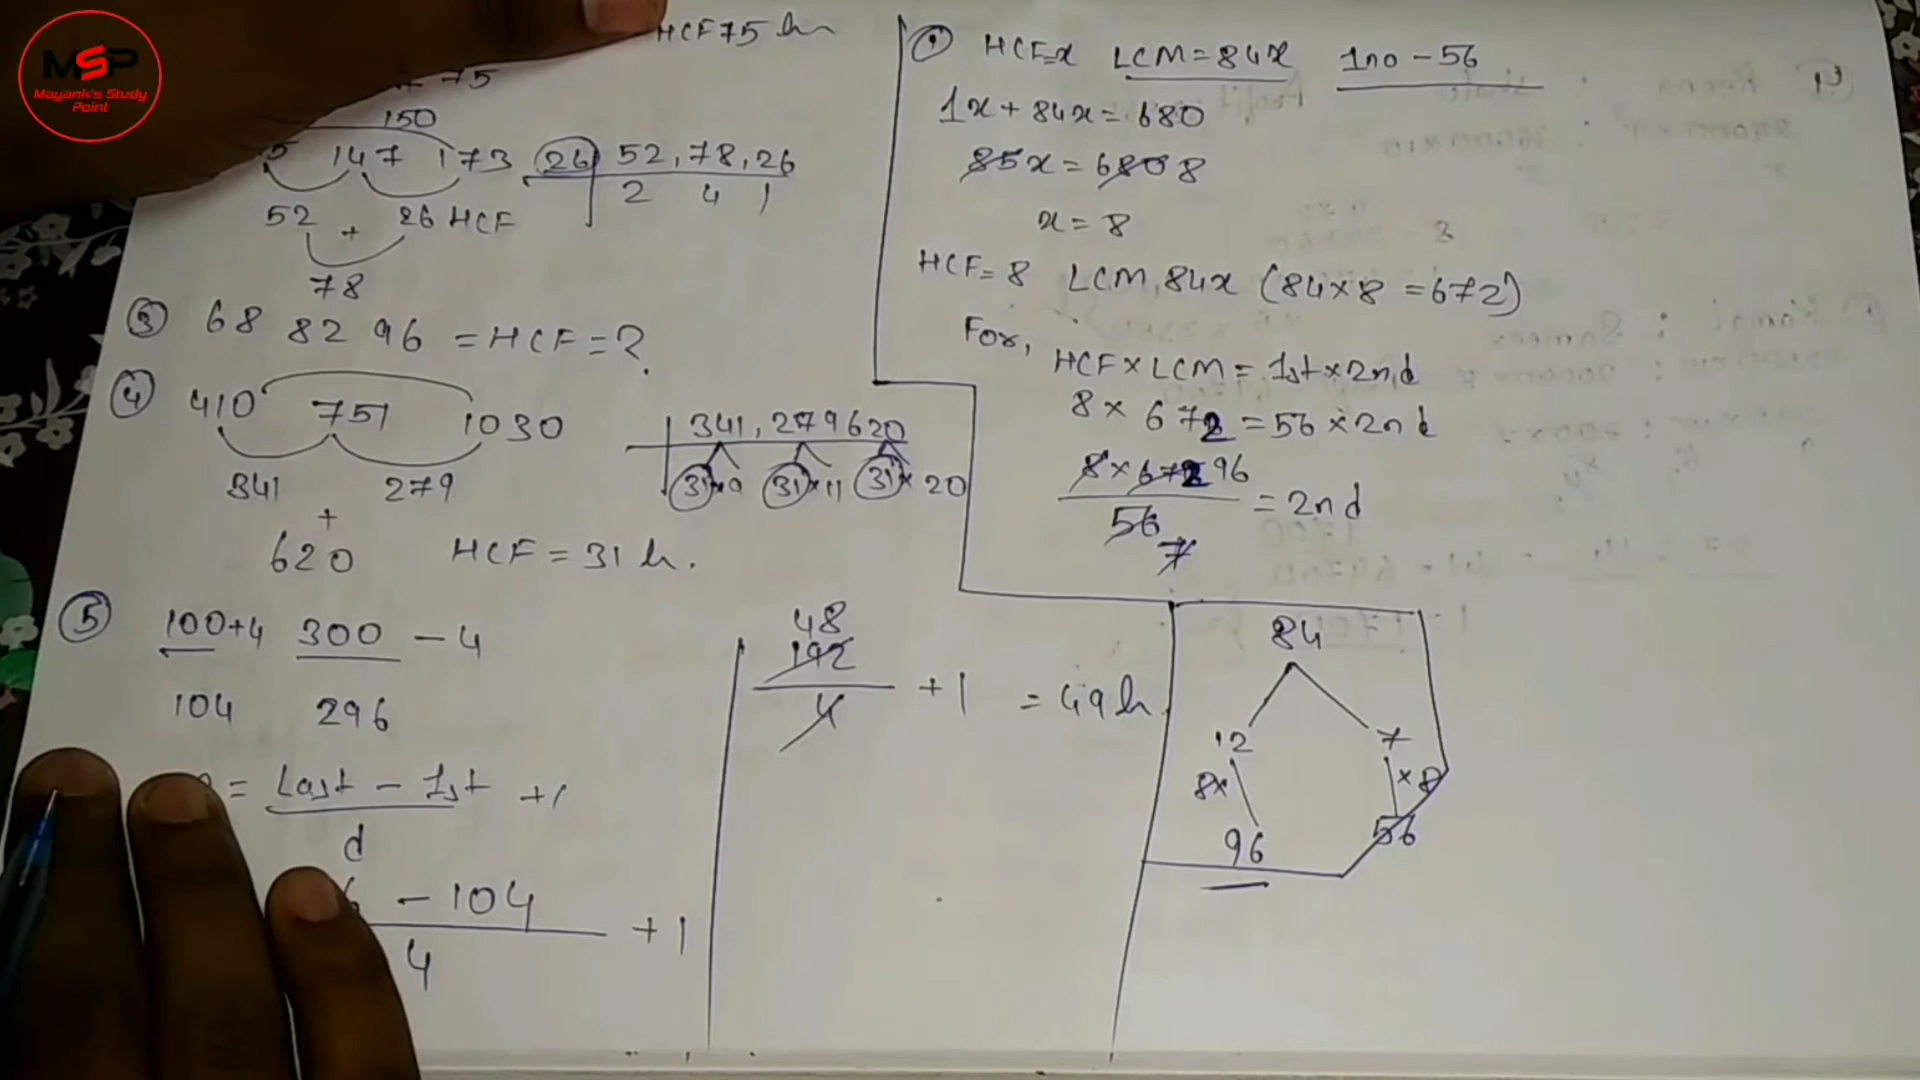 MSP
Mayank's Study
Point
HCF 75 h
75
150
5 147 173
52 + 26 HCF
78
26 52, 78, 26
2 4 1
③ 68 82 96 = HCF = ?
④ 410 751 1030
341 + 279
620 HCF = 31 h.
341, 279 620
31×9 31×11 31×20
⑤ 100+4 300 - 4
104 296
= Last - 1st +1
d
6 - 104 + 1
4
48
192
4
+ 1 = 49 h
① HCF=x LCM=84x 1no - 56
1x + 84x = 680
85x = 680 8
x = 8
HCF = 8 LCM, 84x (84×8 = 672)
For,
HCF × LCM = 1st × 2nd
8 × 672 = 56 × 2nd
8 × 672 96
56
= 2nd
7
84
12 7
8× ×8
96 56